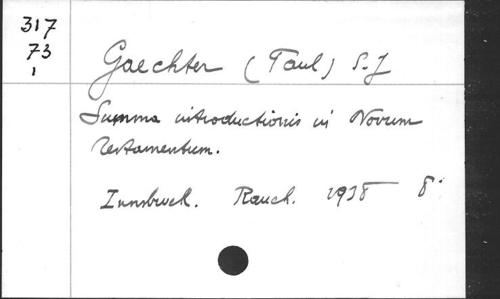 317
73
1
Gaechter (Paul) S.J
Summa introductionis in Novum
Testamentum.
Innsbruck. Rauch. 1938 8°